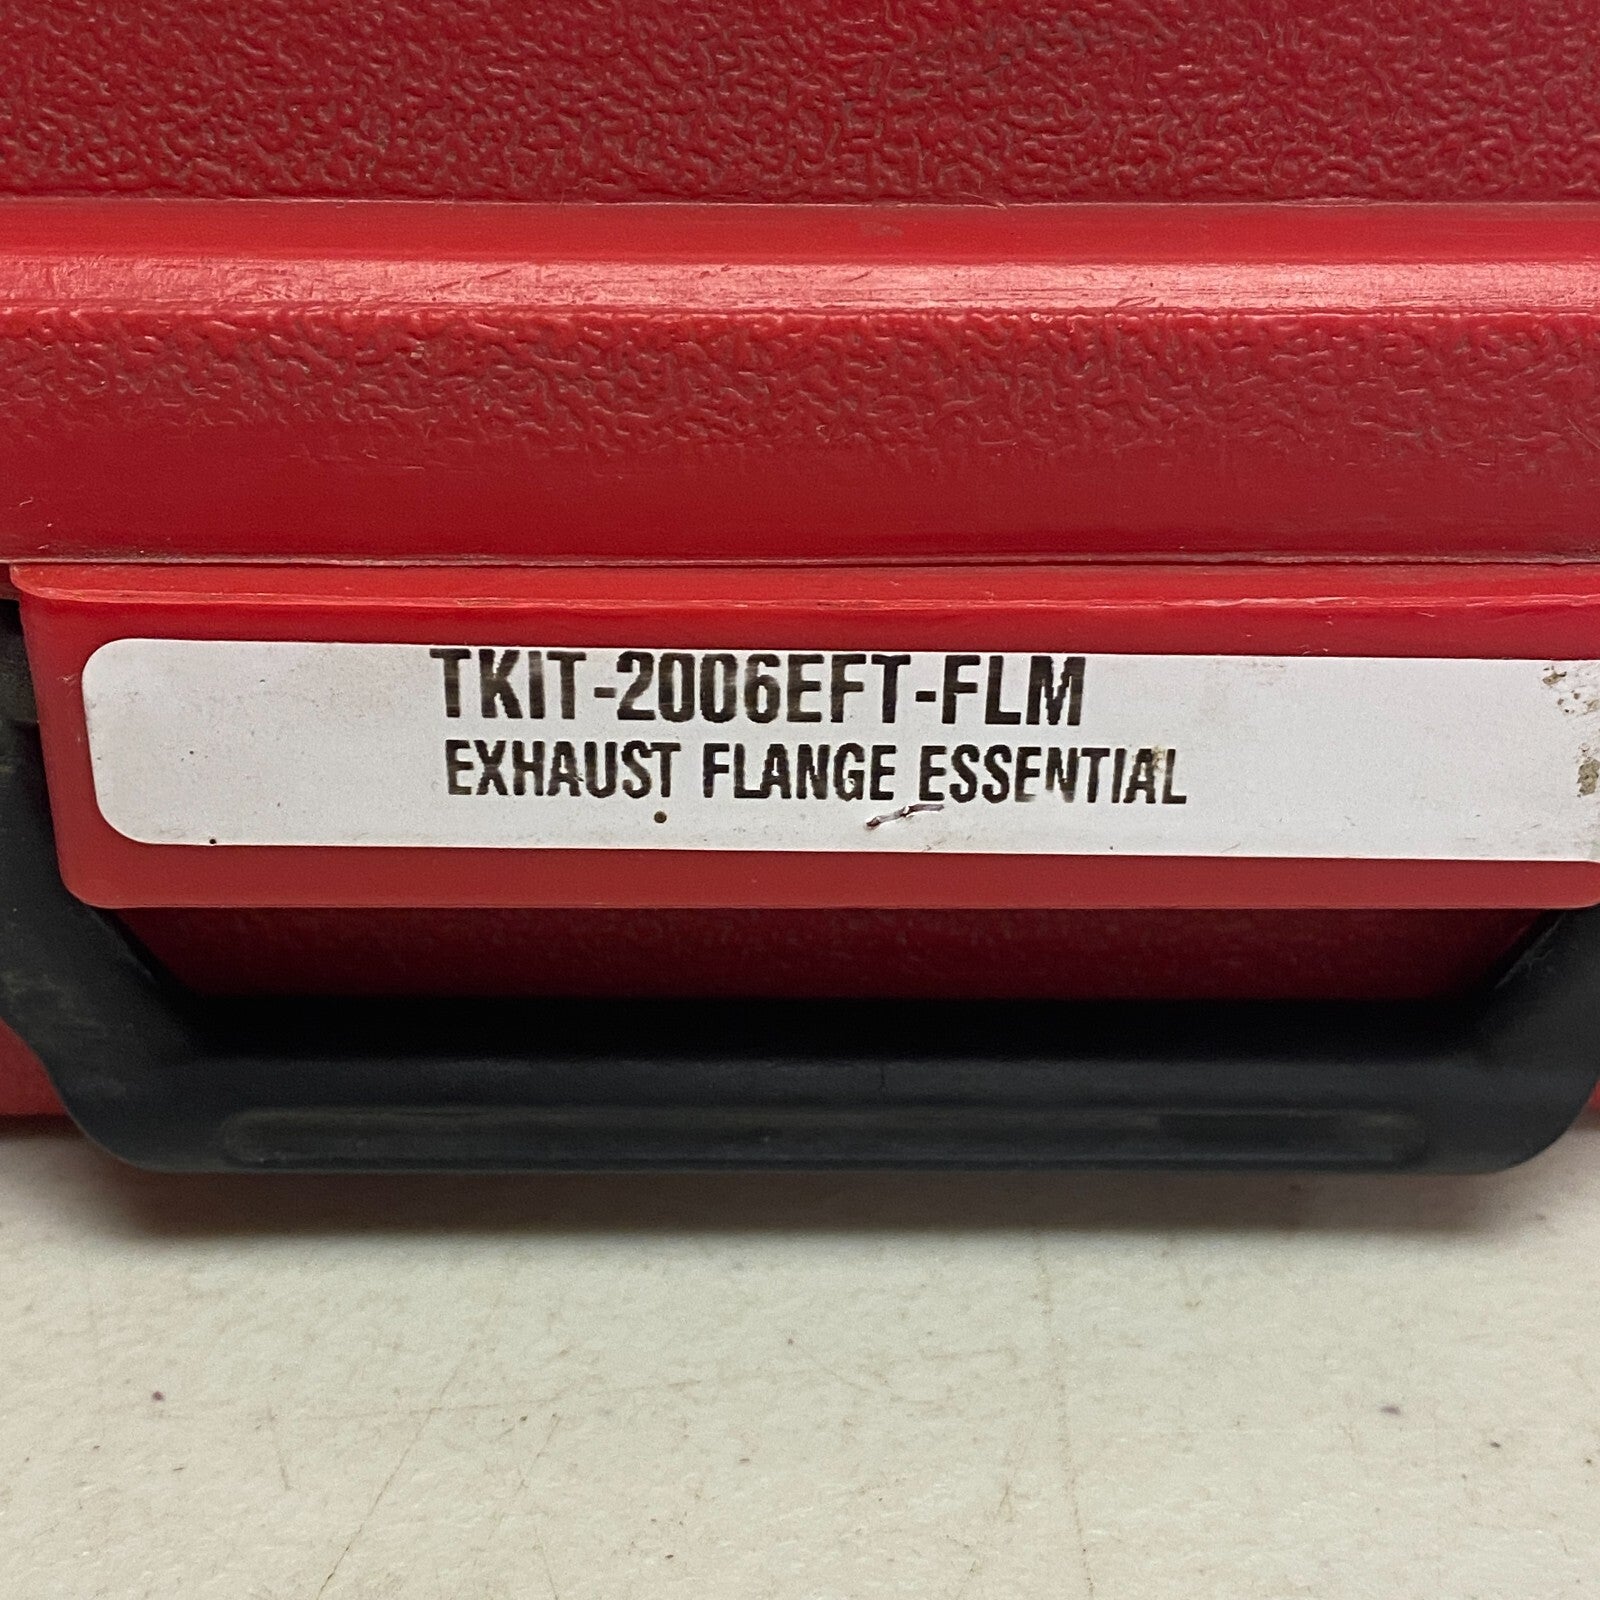 TKIT-2006EFT-FLM
EXHAUST FLANGE ESSENTIAL